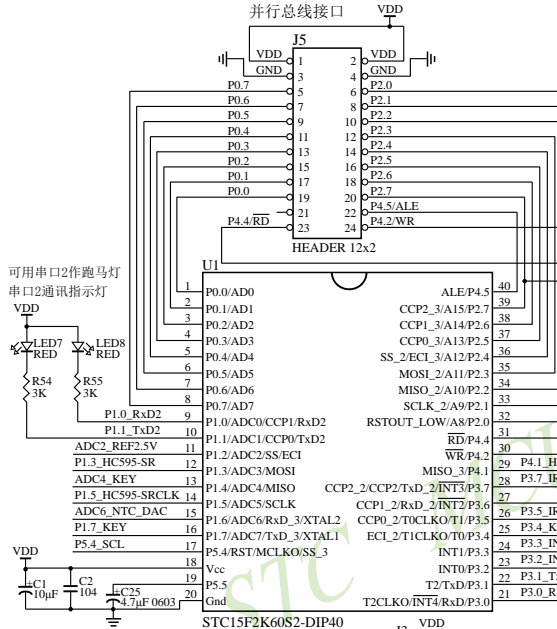 并行总线接口
VDD
J5
VDD 1 2 VDD
GND 3 4 GND
P0.7 5 6 P2.0
P0.6 7 8 P2.1
P0.5 9 10 P2.2
P0.4 11 12 P2.3
P0.3 13 14 P2.4
P0.2 15 16 P2.5
P0.1 17 18 P2.6
P0.0 19 20 P2.7
21 22 P4.5/ALE
P4.4/RD 23 24 P4.2/WR
HEADER 12x2
可用串口2作跑马灯
串口2通讯指示灯
VDD
LED7 RED
LED8 RED
R54 3K
R55 3K
U1
1 P0.0/AD0 ALE/P4.5 40
2 P0.1/AD1 CCP2_3/A15/P2.7 39
3 P0.2/AD2 CCP1_3/A14/P2.6 38
4 P0.3/AD3 CCP0_3/A13/P2.5 37
5 P0.4/AD4 SS_2/ECI_3/A12/P2.4 36
6 P0.5/AD5 MOSI_2/A11/P2.3 35
7 P0.6/AD6 MISO_2/A10/P2.2 34
8 P0.7/AD7 SCLK_2/A9/P2.1 33
P1.0_RxD2 9 P1.0/ADC0/CCP1/RxD2 RSTOUT_LOW/A8/P2.0 32
P1.1_TxD2 10 P1.1/ADC1/CCP0/TxD2 RD/P4.4 31
ADC2_REF2.5V 11 P1.2/ADC2/SS/ECI WR/P4.2 30
P1.3_HC595-SR 12 P1.3/ADC3/MOSI MISO_3/P4.1 29 P4.1_H
ADC4_KEY 13 P1.4/ADC4/MISO CCP2_2/CCP2/TxD_2/INT3/P3.7 28 P3.7_IR
P1.5_HC595-SRCLK 14 P1.5/ADC5/SCLK CCP1_2/RxD_2/INT2/P3.6 27
ADC6_NTC_DAC 15 P1.6/ADC6/RxD_3/XTAL2 CCP0_2/T0CLKO/T1/P3.5 26 P3.5_IR
P1.7_KEY 16 P1.7/ADC7/TxD_3/XTAL1 ECI_2/T1CLKO/T0/P3.4 25 P3.4_K
P5.4_SCL 17 P5.4/RST/MCLKO/SS_3 INT1/P3.3 24 P3.3_IN
18 Vcc INT0/P3.2 23 P3.2_IN
19 P5.5 T2/TxD/P3.1 22 P3.1_Tx
20 Gnd T2CLKO/INT4/RxD/P3.0 21 P3.0_R
VDD
C1 10μF
C2 104
C25 4.7μF 0603
STC15F2K60S2-DIP40
VDD
STC MCU